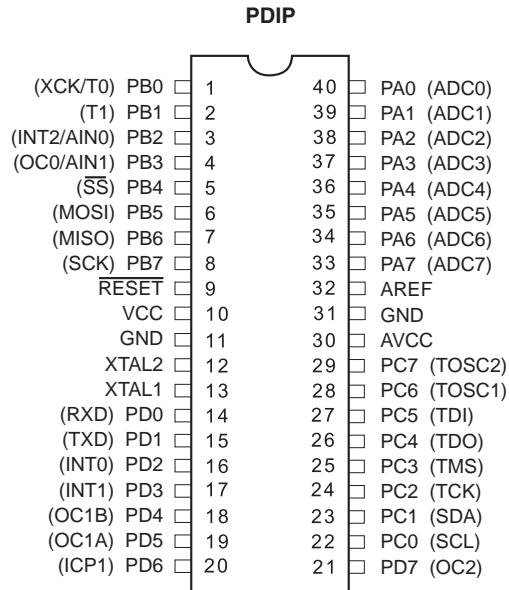 PDIP
(XCK/T0) PB0 1 40 PA0 (ADC0)
(T1) PB1 2 39 PA1 (ADC1)
(INT2/AIN0) PB2 3 38 PA2 (ADC2)
(OC0/AIN1) PB3 4 37 PA3 (ADC3)
(SS) PB4 5 36 PA4 (ADC4)
(MOSI) PB5 6 35 PA5 (ADC5)
(MISO) PB6 7 34 PA6 (ADC6)
(SCK) PB7 8 33 PA7 (ADC7)
RESET 9 32 AREF
VCC 10 31 GND
GND 11 30 AVCC
XTAL2 12 29 PC7 (TOSC2)
XTAL1 13 28 PC6 (TOSC1)
(RXD) PD0 14 27 PC5 (TDI)
(TXD) PD1 15 26 PC4 (TDO)
(INT0) PD2 16 25 PC3 (TMS)
(INT1) PD3 17 24 PC2 (TCK)
(OC1B) PD4 18 23 PC1 (SDA)
(OC1A) PD5 19 22 PC0 (SCL)
(ICP1) PD6 20 21 PD7 (OC2)